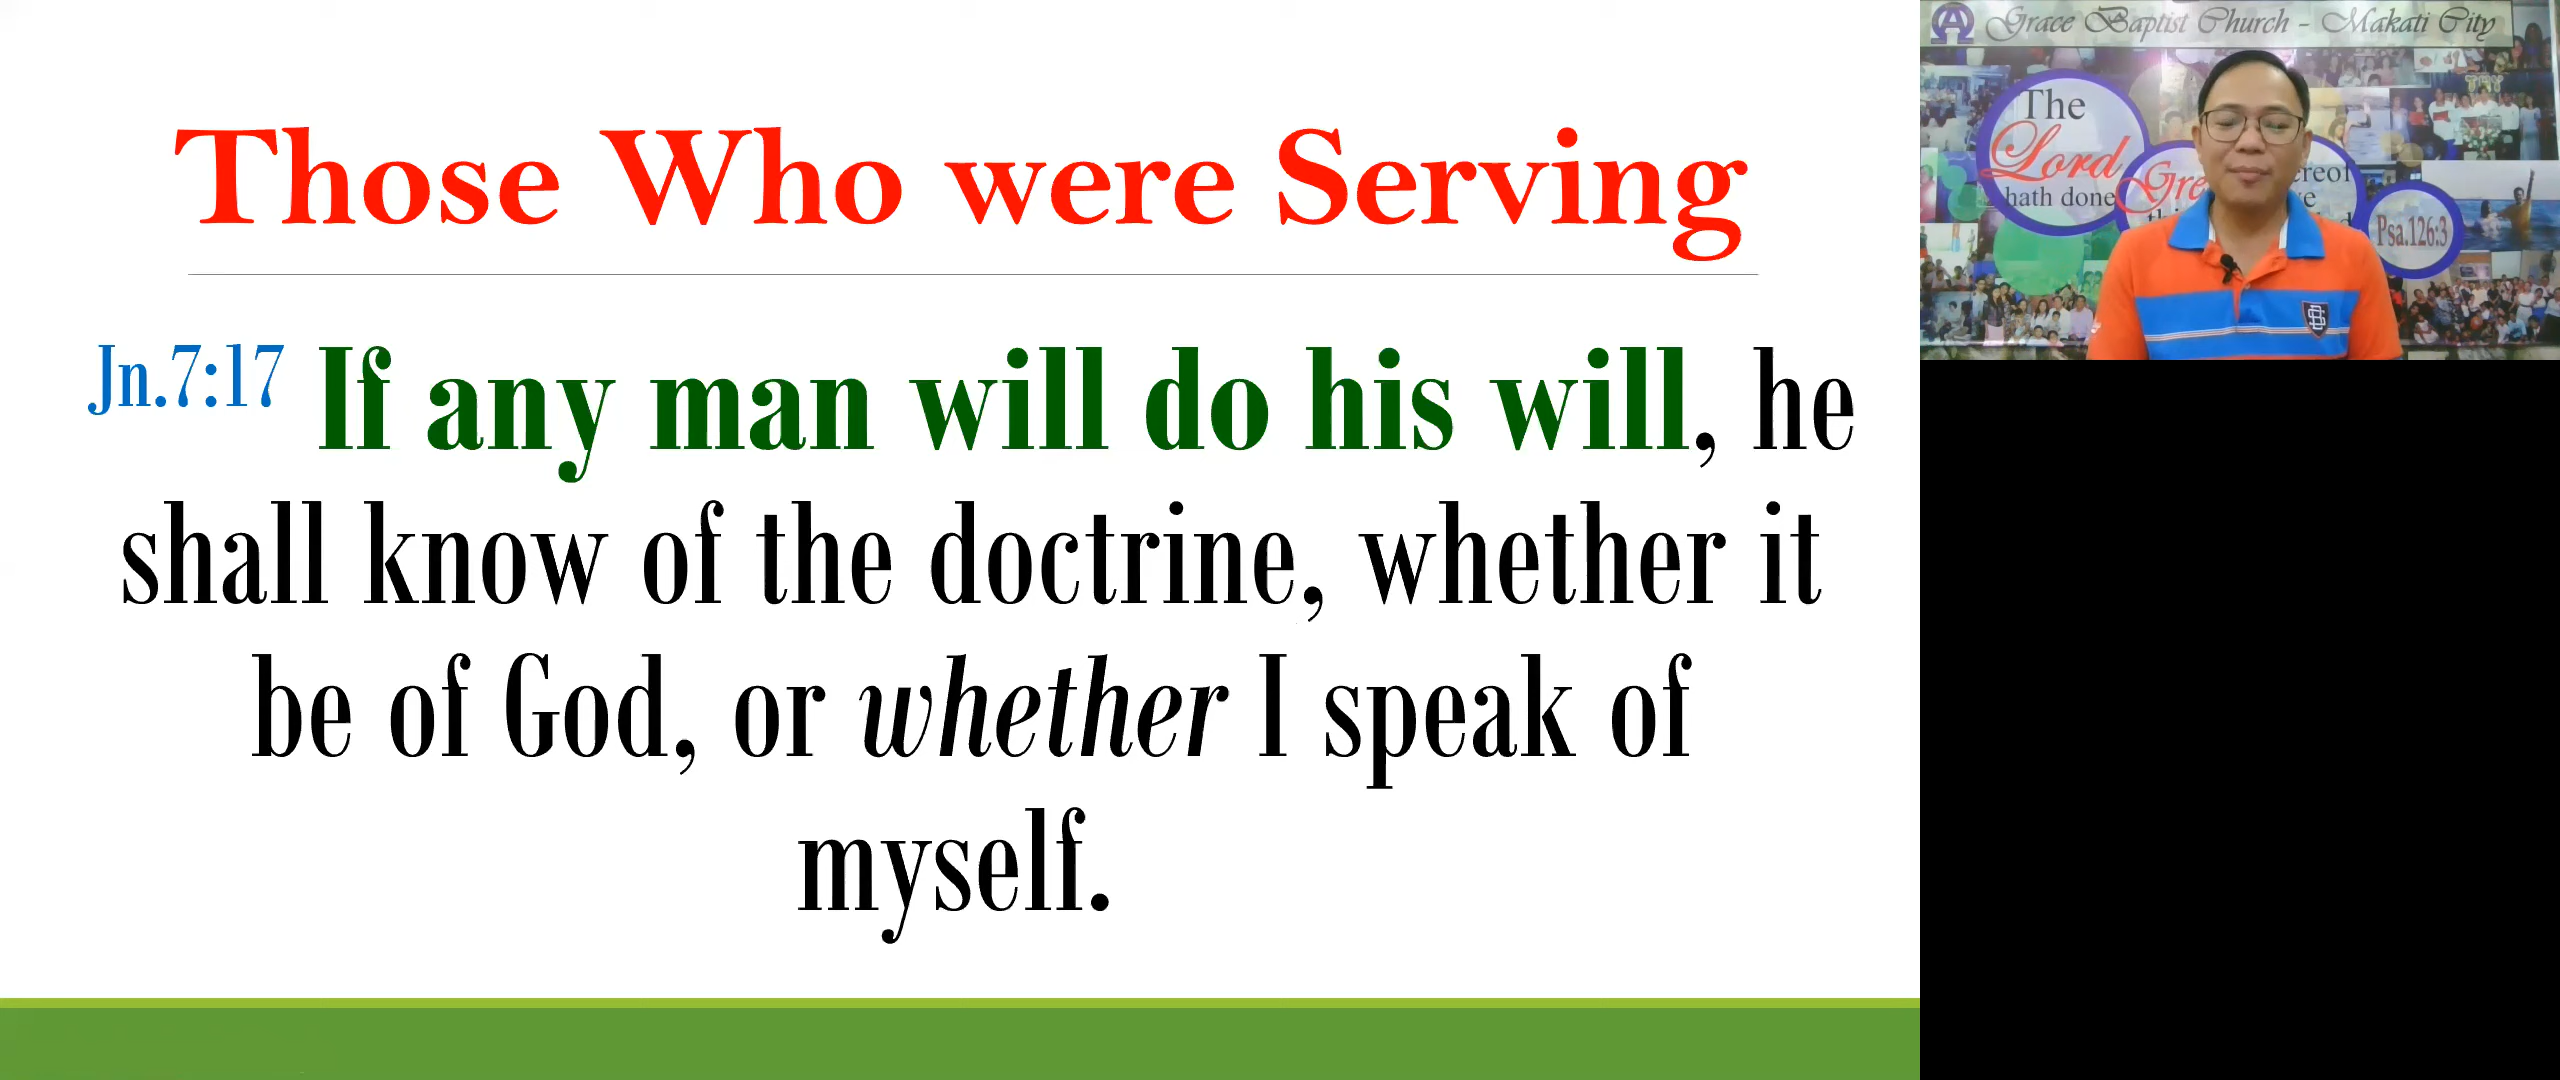 Those Who were Serving
Jn.7:17 If any man will do his will, he
shall know of the doctrine, whether it
be of God, or whether I speak of
myself.
Grace Baptist Church - Makati City
The
Lord
hath done
Psa.126:3